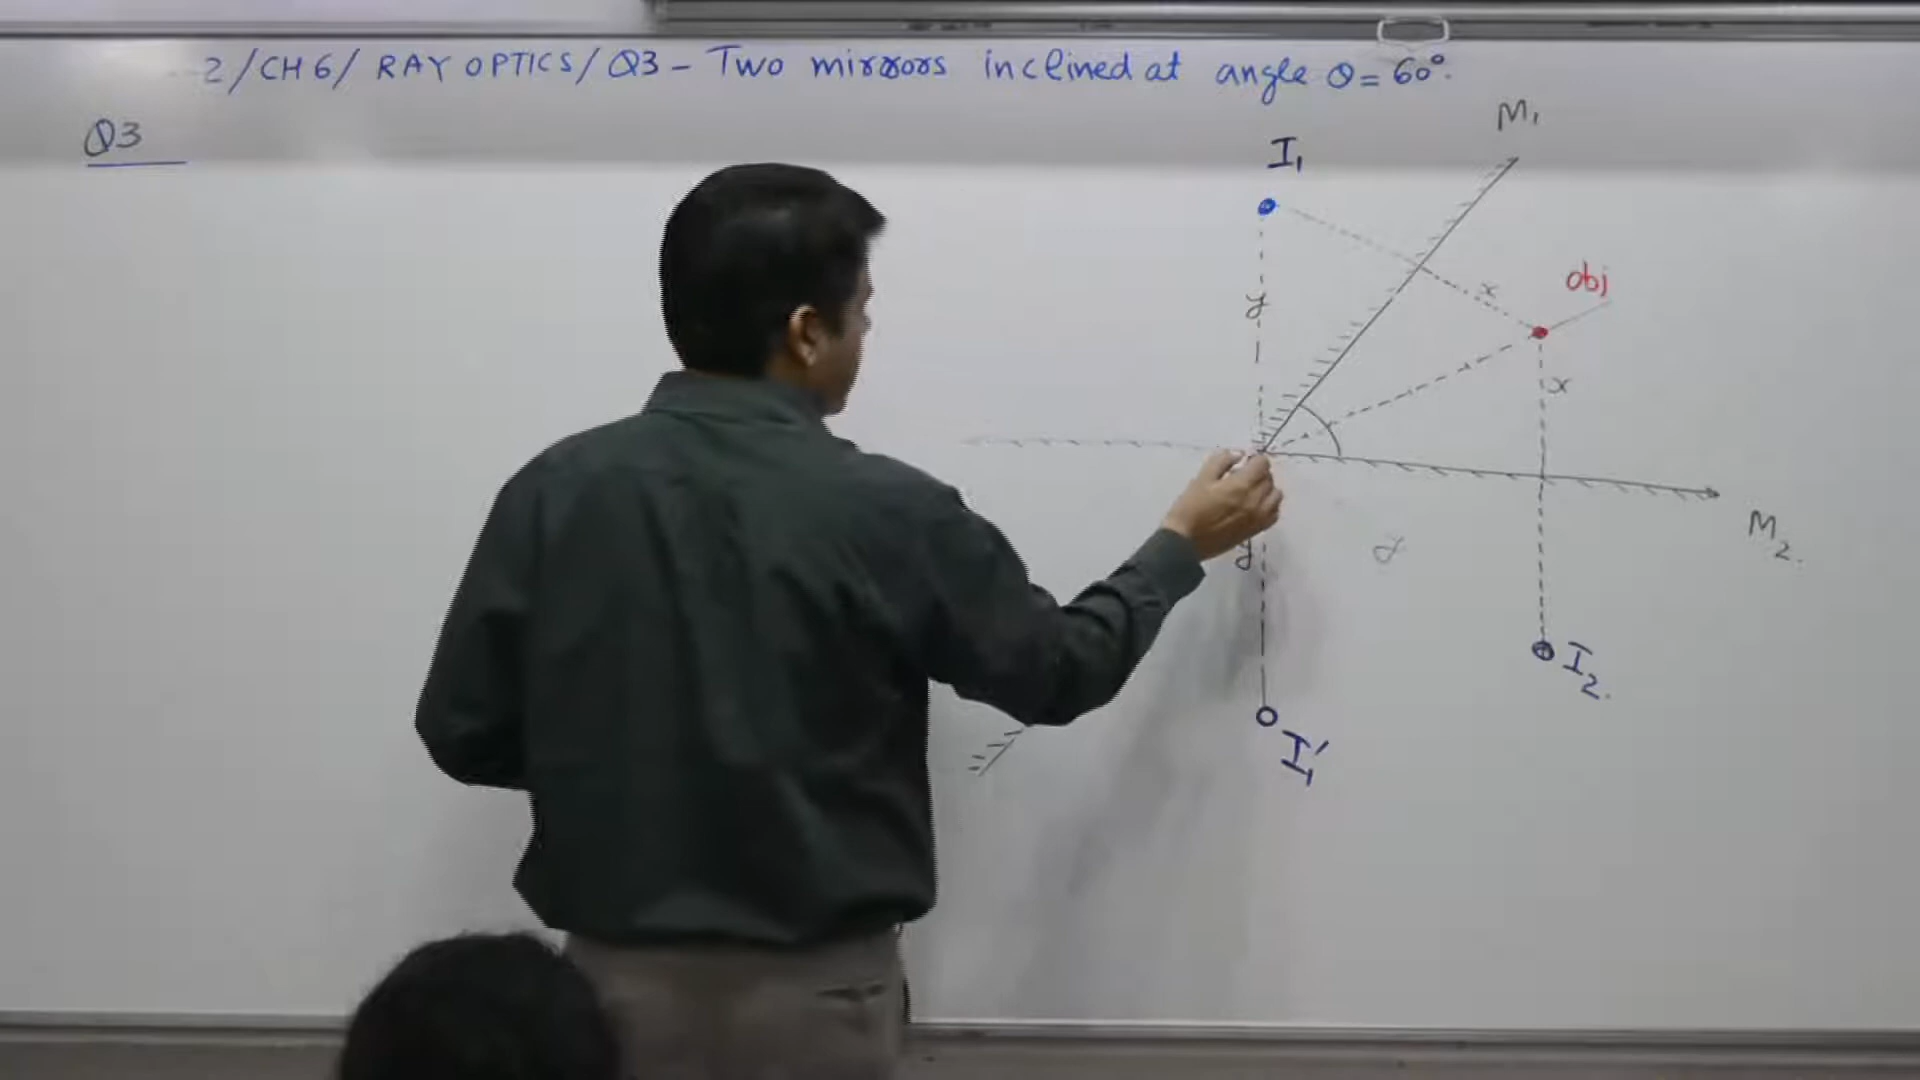 2/CH6/ RAY OPTICS/Q3 - Two mirrors inclined at angle θ = 60°.
Q3
M₁
I₁
obj
y
x
x
M₂.
y
I₂.
I₁′